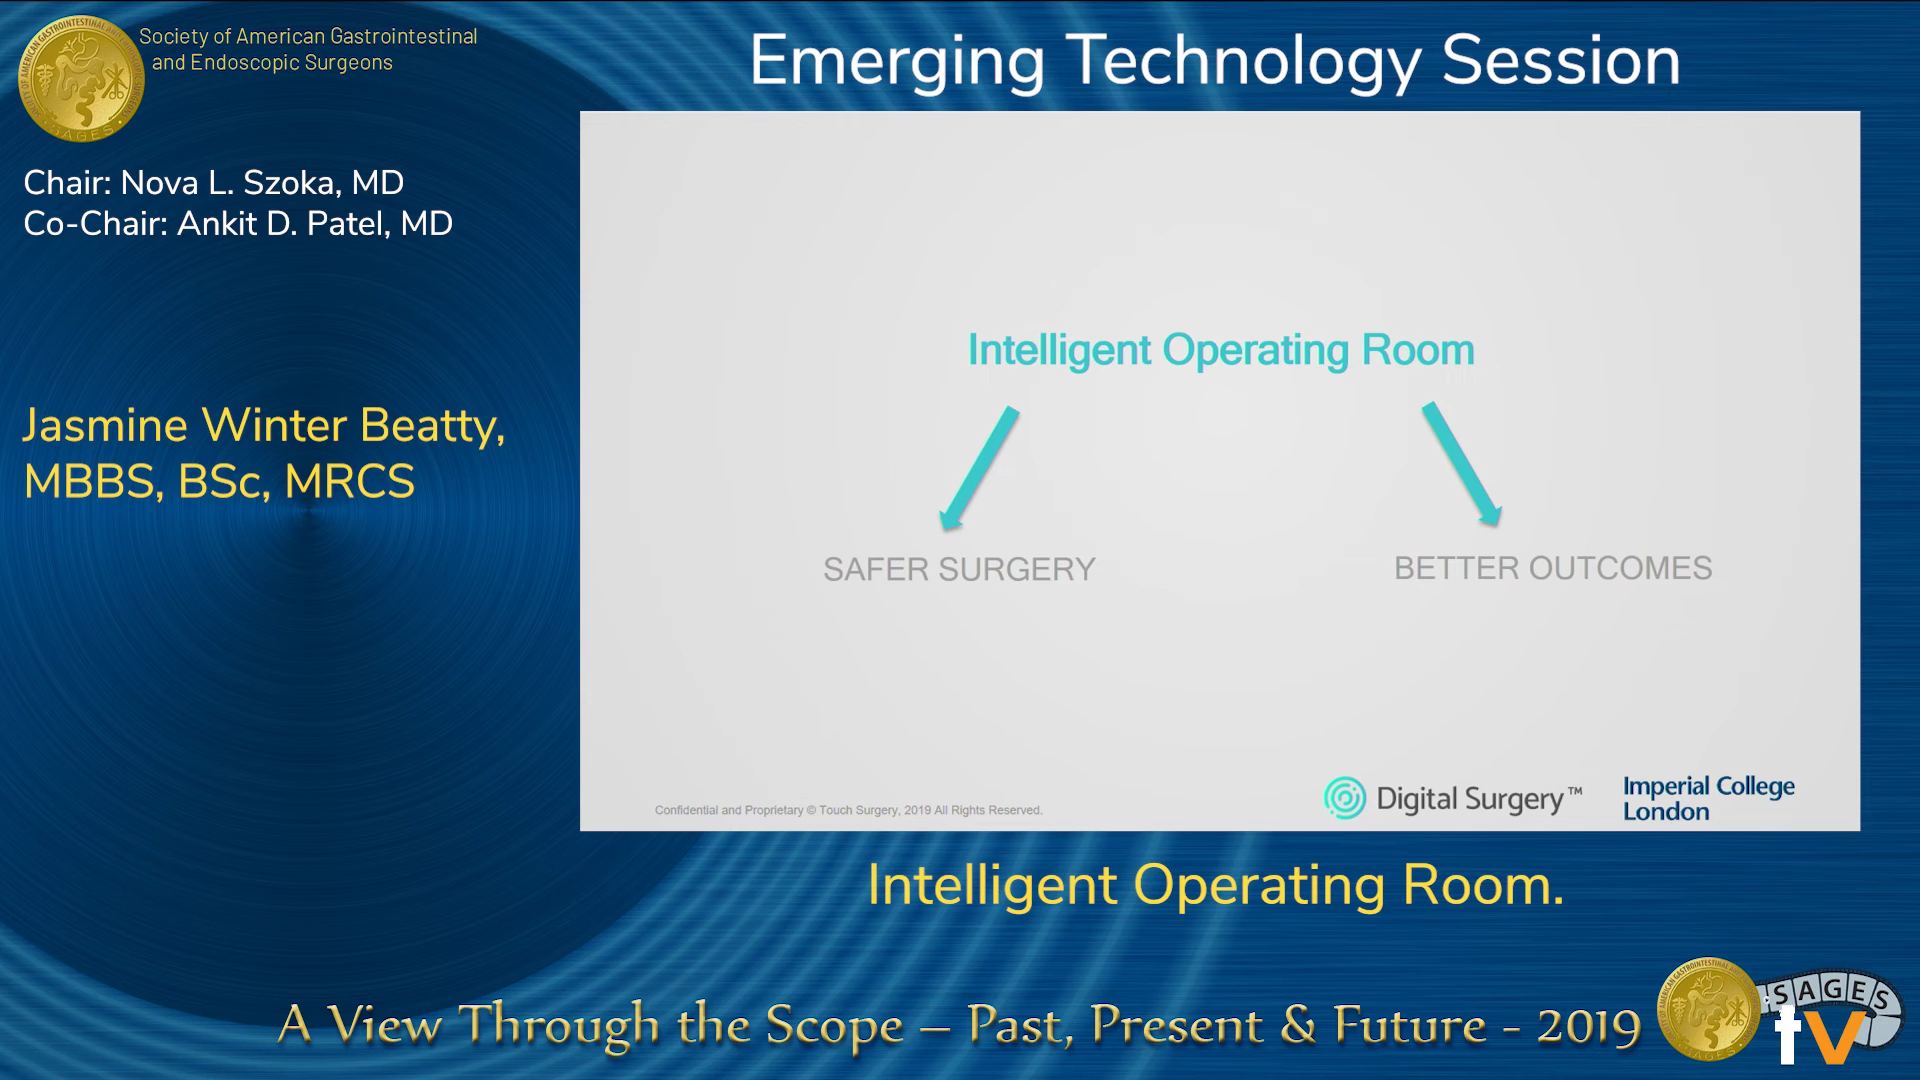 Society of American Gastrointestinal
and Endoscopic Surgeons
Emerging Technology Session
Chair: Nova L. Szoka, MD
Co-Chair: Ankit D. Patel, MD
Jasmine Winter Beatty,
MBBS, BSc, MRCS
Intelligent Operating Room
SAFER SURGERY
BETTER OUTCOMES
Confidential and Proprietary © Touch Surgery, 2019 All Rights Reserved.
Digital Surgery™
Imperial College
London
Intelligent Operating Room.
A View Through the Scope – Past, Present & Future - 2019
SAGES
tv